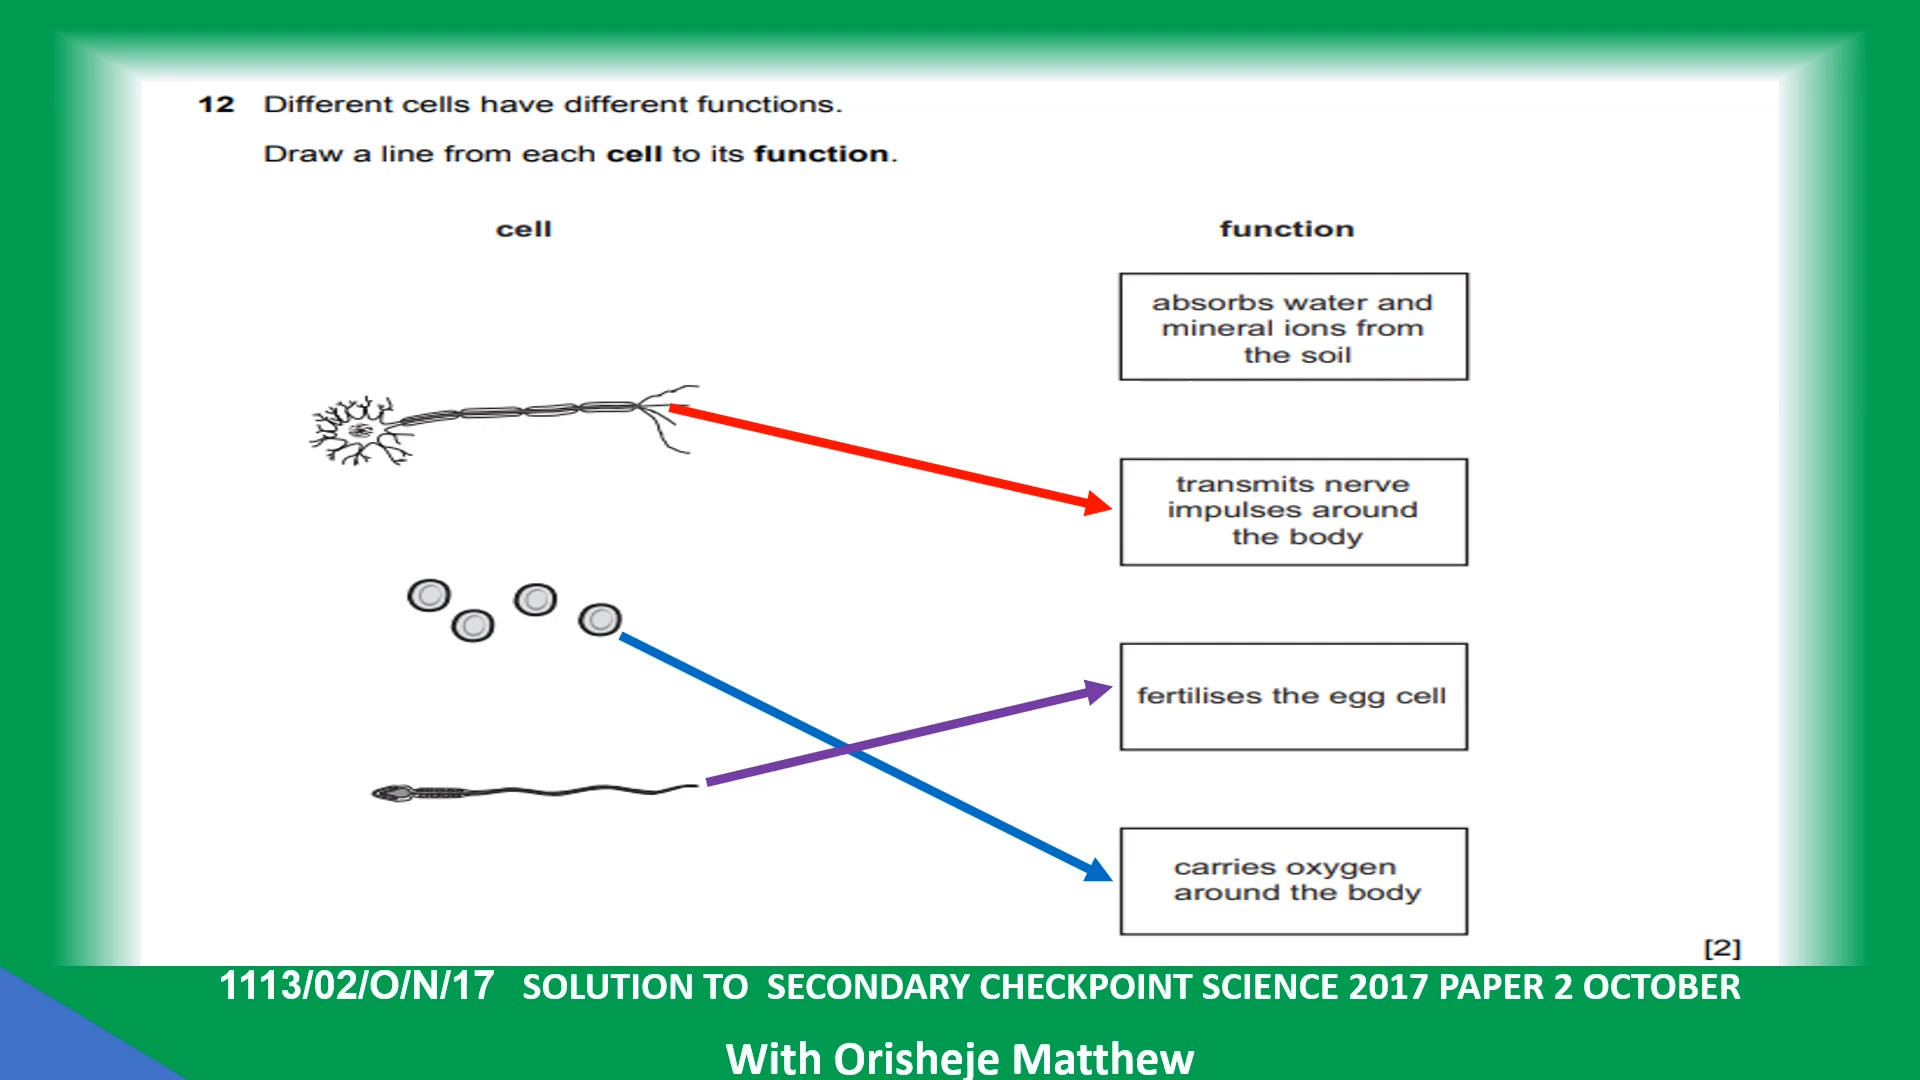 12 Different cells have different functions.
Draw a line from each cell to its function.
cell
function
absorbs water and
mineral ions from
the soil
transmits nerve
impulses around
the body
fertilises the egg cell
carries oxygen
around the body
[2]
1113/02/O/N/17 SOLUTION TO SECONDARY CHECKPOINT SCIENCE 2017 PAPER 2 OCTOBER
With Orisheje Matthew